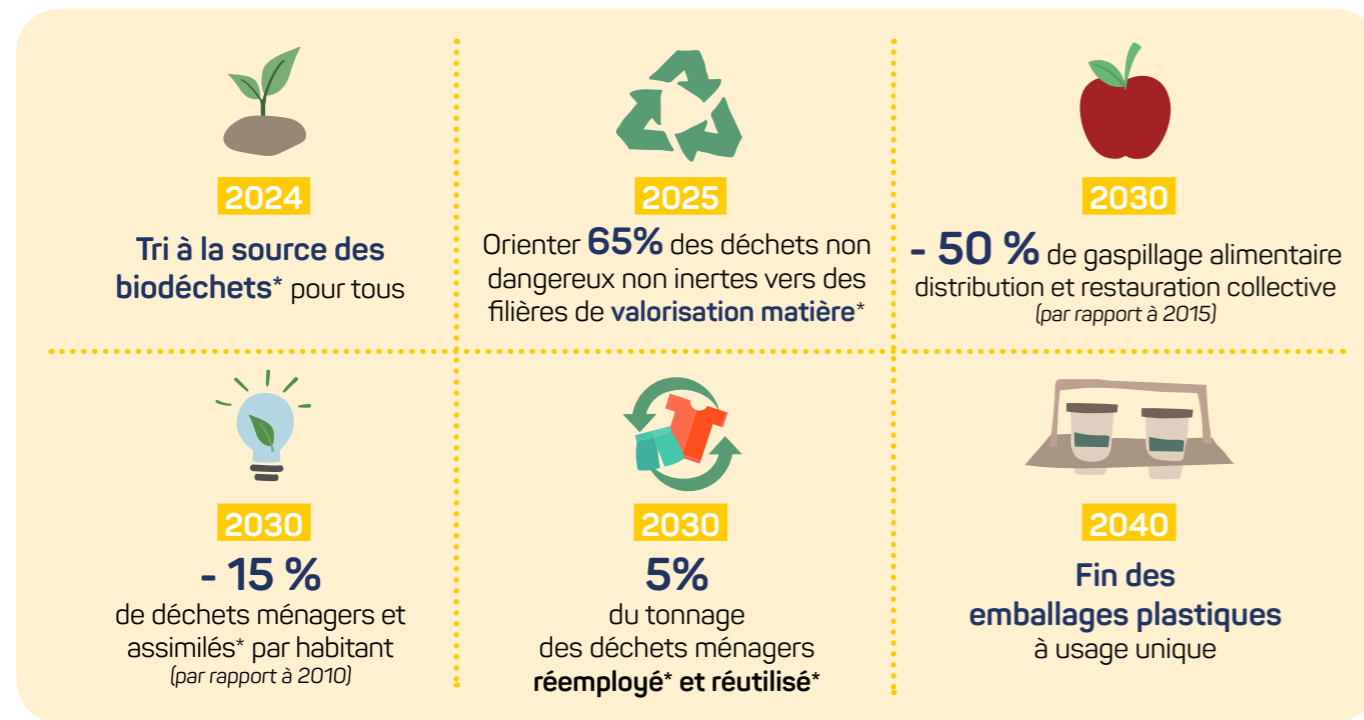 2024
Tri à la source des
biodéchets* pour tous
2025
Orienter 65% des déchets non
dangereux non inertes vers des
filières de valorisation matière*
2030
- 50 % de gaspillage alimentaire
distribution et restauration collective
(par rapport à 2015)
2030
- 15 %
de déchets ménagers et
assimilés* par habitant
(par rapport à 2010)
2030
5%
du tonnage
des déchets ménagers
réemployé* et réutilisé*
2040
Fin des
emballages plastiques
à usage unique